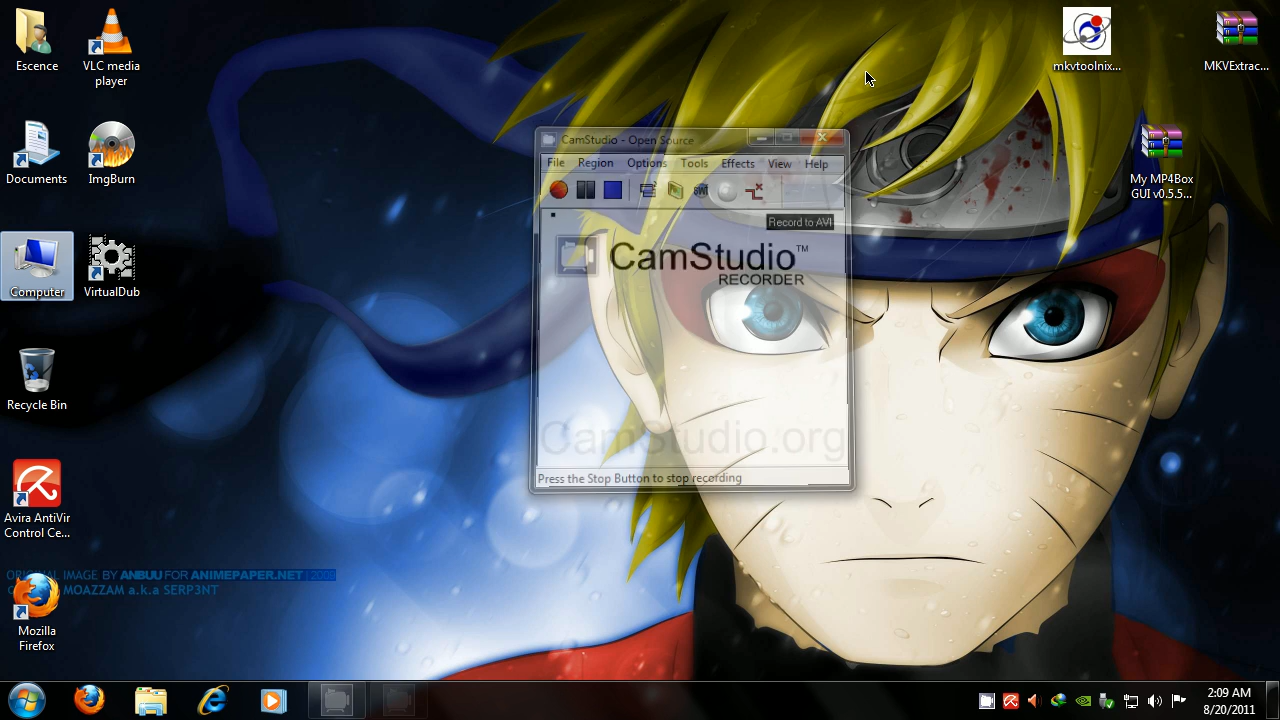 Escence
VLC media
player
Documents
ImgBurn
Computer
VirtualDub
Recycle Bin
Avira AntiVir
Control Ce...
IMAGE BY ANBUU FOR ANIMEPAPER.NET
MOAZZAM a.k.a SERP3NT
Mozilla
Firefox
mkvtoolnix...
MKVExtrac...
My MP4Box
GUI v0.5.5...
CamStudio - Open Source
File Region Options Tools Effects View Help
Record to AVI
CamStudio™
RECORDER
CamStudio.org
Press the Stop Button to stop recording
2:09 AM
8/20/2011